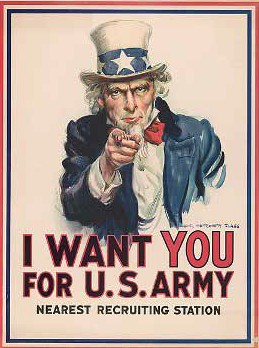 I WANT YOU
FOR U.S. ARMY
NEAREST RECRUITING STATION